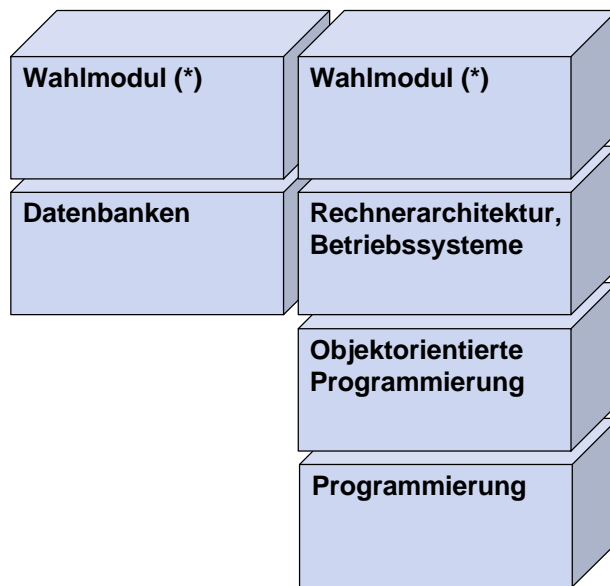 Wahlmodul (*)
Wahlmodul (*)
Datenbanken
Rechnerarchitektur,
Betriebssysteme
Objektorientierte
Programmierung
Programmierung